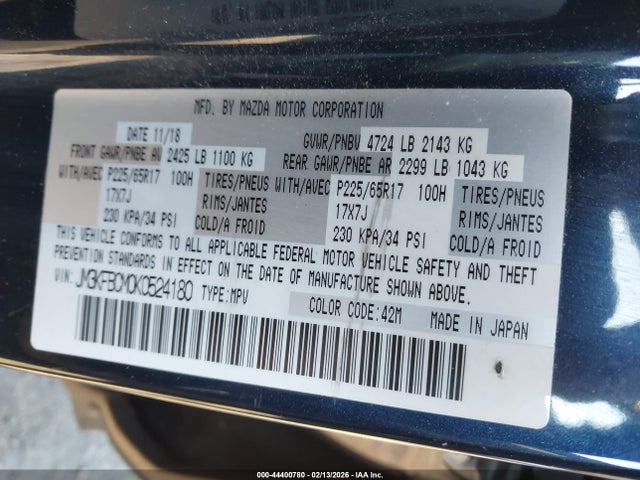 MFD. BY MAZDA MOTOR CORPORATION
DATE 11/18 GVWR/PNBV 4724 LB 2143 KG
FRONT GAWR/PNBE AV 2425 LB 1100 KG REAR GAWR/PNBE AR 2299 LB 1043 KG
WITH/AVEC P225/65R17 100H TIRES/PNEUS WITH/AVEC P225/65R17 100H TIRES/PNEUS
17X7J RIMS/JANTES 17X7J RIMS/JANTES
230 KPA/34 PSI COLD/A FROID 230 KPA/34 PSI COLD/A FROID
THIS VEHICLE CONFORMS TO ALL APPLICABLE FEDERAL MOTOR VEHICLE SAFETY AND THEFT
PREVENTION STANDARDS IN EFFECT ON THE DATE OF MANUFACTURE SHOWN ABOVE.
VIN: JM3KFBCM0K0524180 TYPE:MPV
COLOR CODE:42M MADE IN JAPAN
000-44400780 - 02/13/2026 - IAA Inc.